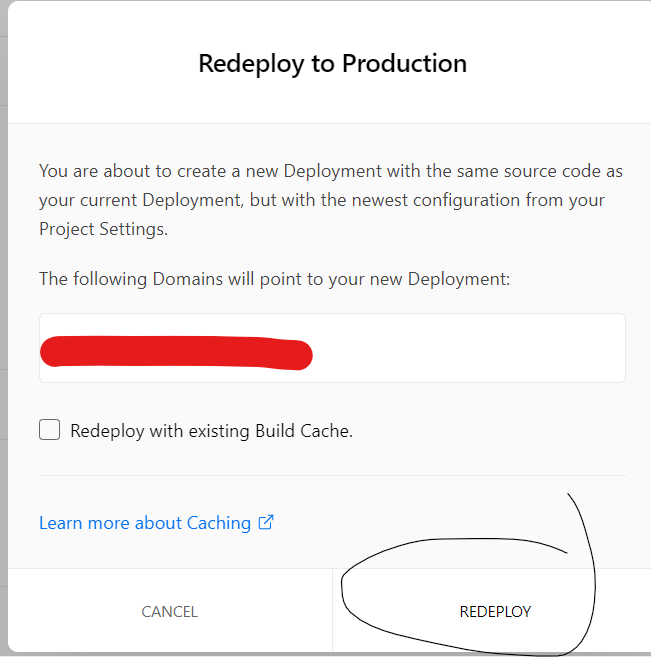 Redeploy to Production
You are about to create a new Deployment with the same source code as
your current Deployment, but with the newest configuration from your
Project Settings.
The following Domains will point to your new Deployment:
Redeploy with existing Build Cache.
Learn more about Caching
CANCEL
REDEPLOY